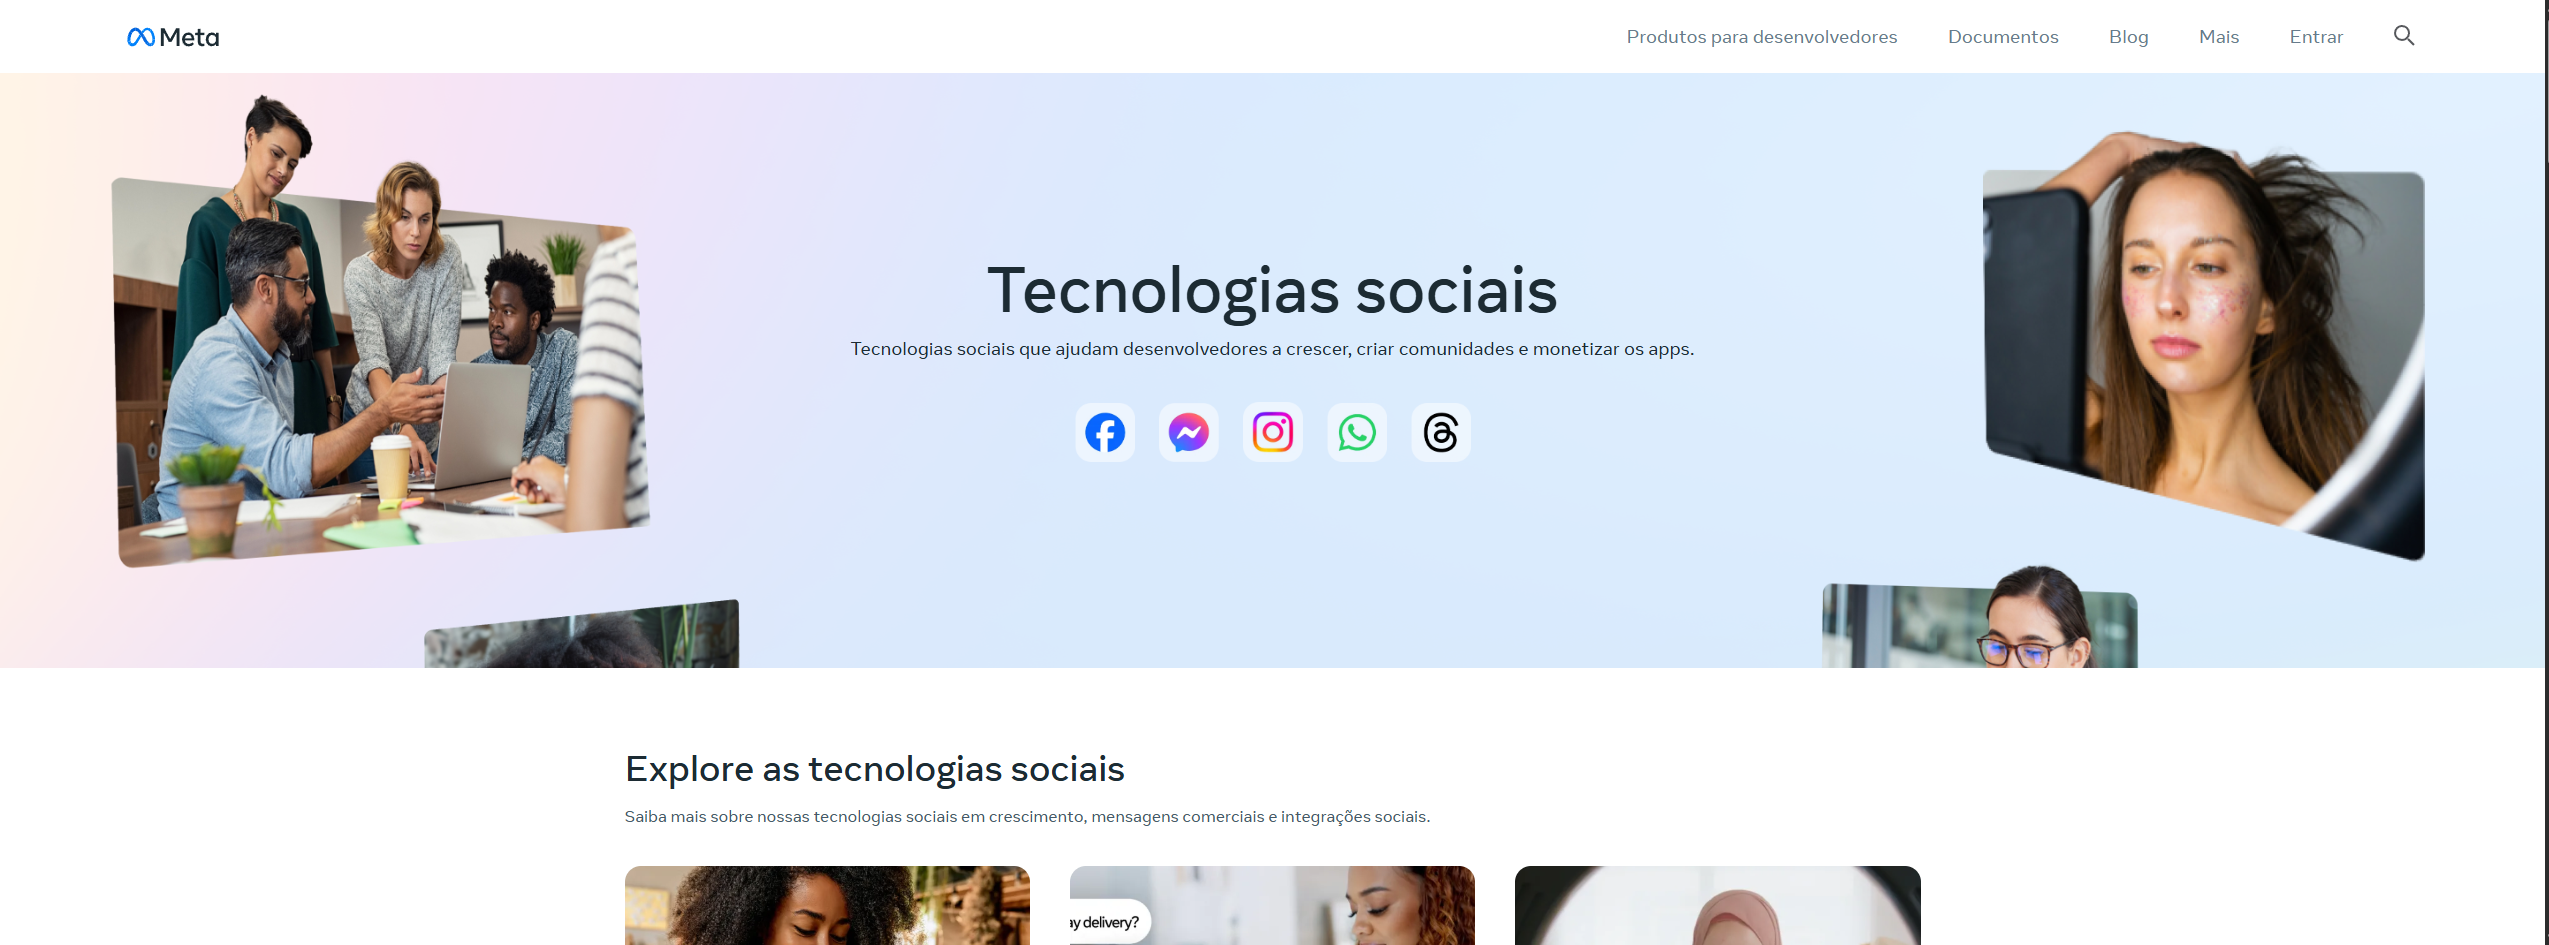 Meta
Produtos para desenvolvedores
Documentos
Blog
Mais
Entrar
Tecnologias sociais
Tecnologias sociais que ajudam desenvolvedores a crescer, criar comunidades e monetizar os apps.
Explore as tecnologias sociais
Saiba mais sobre nossas tecnologias sociais em crescimento, mensagens comerciais e integrações sociais.
ay delivery?